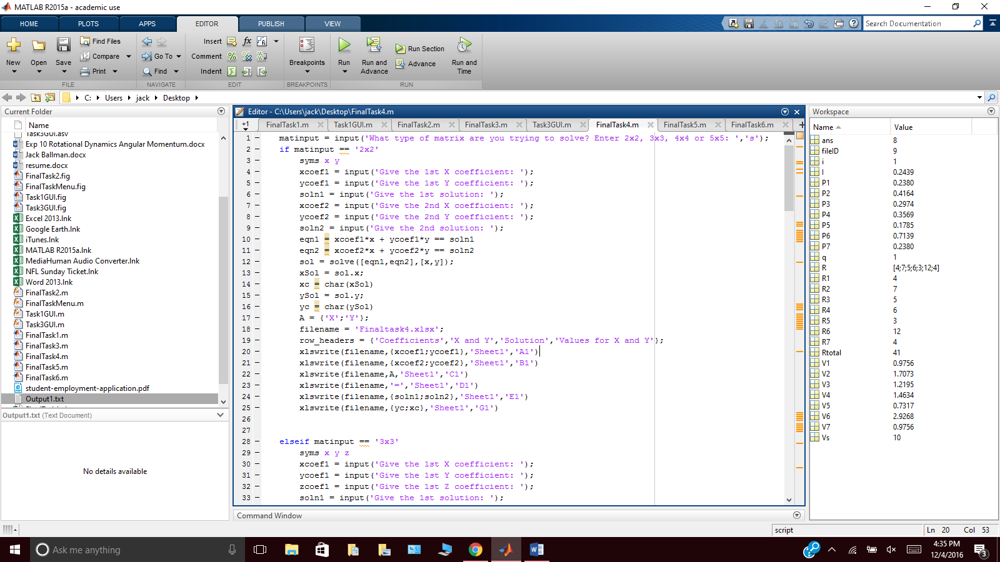 MATLAB R2015a - academic use
HOME PLOTS APPS EDITOR PUBLISH VIEW
Search Documentation
New Open Save Find Files Compare Print
Go To Find
Insert fx Comment Indent
Breakpoints
Run Run and Advance Run Section Advance Run and Time
FILE NAVIGATE EDIT BREAKPOINTS RUN
C: Users jack Desktop
Current Folder
Name
Task3GUI.asv
Exp 10 Rotational Dynamics Angular Momentum.docx
Jack Ballman.docx
resume.docx
FinalTask2.fig
FinalTaskMenu.fig
Task1GUI.fig
Task3GUI.fig
Excel 2013.lnk
Google Earth.lnk
iTunes.lnk
MATLAB R2015a.lnk
MediaHuman Audio Converter.lnk
NFL Sunday Ticket.lnk
Word 2013.lnk
FinalTask2.m
FinalTaskMenu.m
Task1GUI.m
Task3GUI.m
FinalTask1.m
FinalTask3.m
FinalTask4.m
FinalTask5.m
FinalTask6.m
student-employment-application.pdf
Output1.txt
Output1.txt (Text Document)
No details available
Editor - C:\Users\jack\Desktop\FinalTask4.m
+1 FinalTask1.m Task1GUI.m FinalTask2.m FinalTask3.m Task3GUI.m FinalTask4.m FinalTask5.m FinalTask6.m
1 matinput = input('What type of matrix are you trying to solve? Enter 2x2, 3x3, 4x4 or 5x5: ','s');
2 if matinput == '2x2'
3 syms x y
4 xcoef1 = input('Give the 1st X coefficient: ');
5 ycoef1 = input('Give the 1st Y coefficient: ');
6 soln1 = input('Give the 1st solution: ');
7 xcoef2 = input('Give the 2nd X coefficient: ');
8 ycoef2 = input('Give the 2nd Y coefficient: ');
9 soln2 = input('Give the 2nd solution: ');
10 eqn1 = xcoef1*x + ycoef1*y == soln1
11 eqn2 = xcoef2*x + ycoef2*y == soln2
12 sol = solve([eqn1,eqn2],[x,y]);
13 xSol = sol.x;
14 xc = char(xSol)
15 ySol = sol.y;
16 yc = char(ySol)
17 A = {'X';'Y'};
18 filename = 'Finaltask4.xlsx';
19 row_headers = {'Coefficients','X and Y','Solution','Values for X and Y'};
20 xlswrite(filename,{xcoef1;ycoef1},'Sheet1','A1')
21 xlswrite(filename,{xcoef2;ycoef2},'Sheet1','B1')
22 xlswrite(filename,A,'Sheet1','C1')
23 xlswrite(filename,'=','Sheet1','D1')
24 xlswrite(filename,{soln1;soln2},'Sheet1','E1')
25 xlswrite(filename,{yc;xc},'Sheet1','G1')
26
27
28 elseif matinput == '3x3'
29 syms x y z
30 xcoef1 = input('Give the 1st X coefficient: ');
31 ycoef1 = input('Give the 1st Y coefficient: ');
32 zcoef1 = input('Give the 1st Z coefficient: ');
33 soln1 = input('Give the 1st solution: ');
Command Window
Workspace
Name Value
ans 8
fileID 9
i 1
I 0.2439
P1 0.2380
P2 0.4164
P3 0.2974
P4 0.3569
P5 0.1785
P6 0.7139
P7 0.2380
q 1
R [4;7;5;6;3;12;4]
R1 4
R2 7
R3 5
R4 6
R5 3
R6 12
R7 4
Rtotal 41
V1 0.9756
V2 1.7073
V3 1.2195
V4 1.4634
V5 0.7317
V6 2.9268
V7 0.9756
Vs 10
script Ln 20 Col 53
Ask me anything
4:35 PM
12/4/2016
3